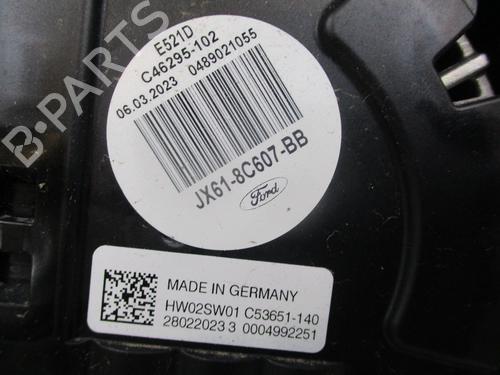 E521D
C46295-102
06.03.2023 0489021055
JX61-8C607-BB
Ford
B-PARTS
MADE IN GERMANY
HW02SW01 C53651-140
28022023 3 0004992251